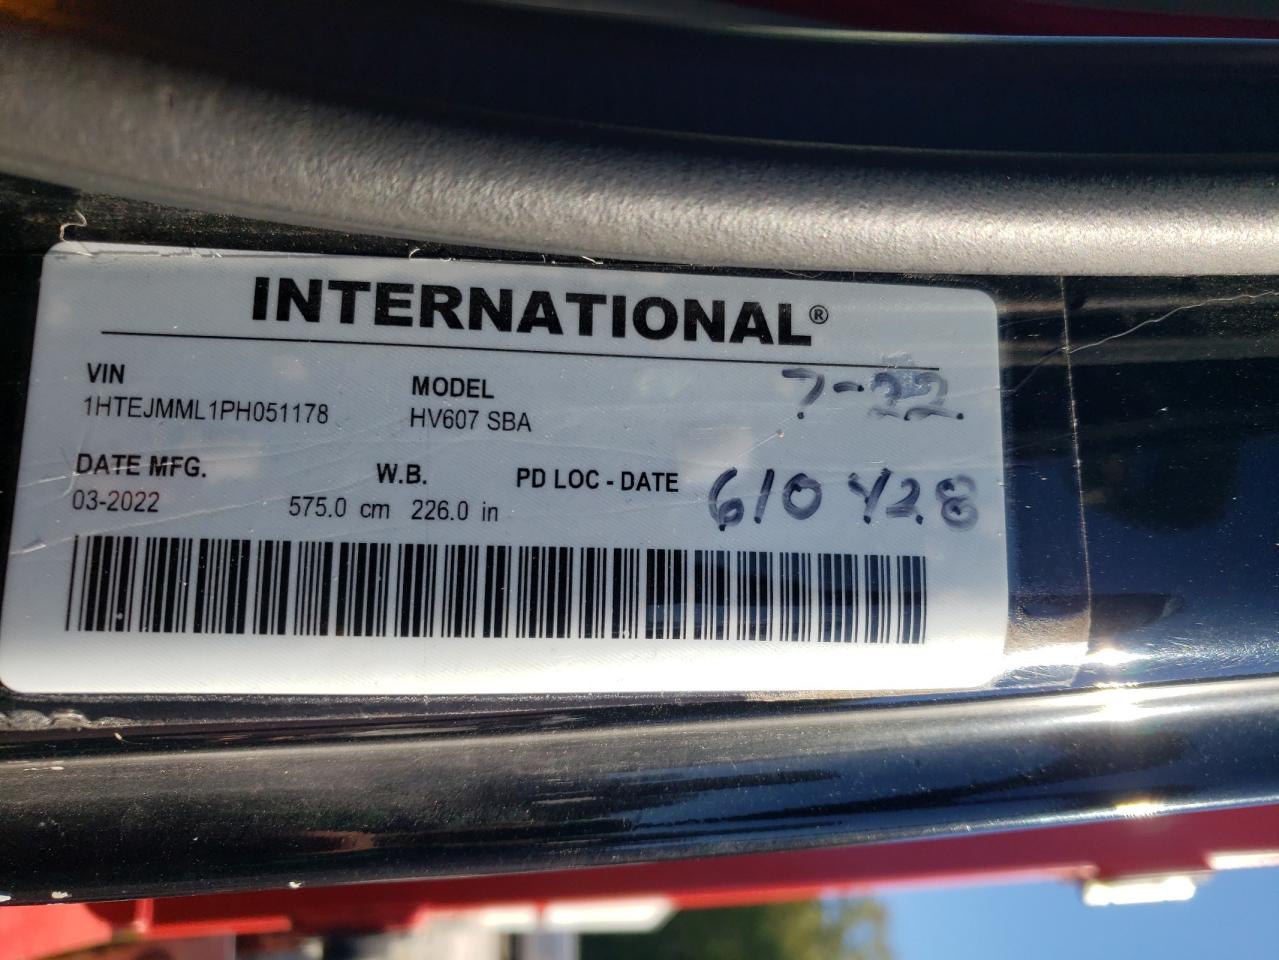 INTERNATIONAL®
VIN MODEL 7-22
1HTEJMML1PH051178 HV607 SBA
DATE MFG. W.B. PD LOC - DATE 610 Y28
03-2022 575.0 cm 226.0 in